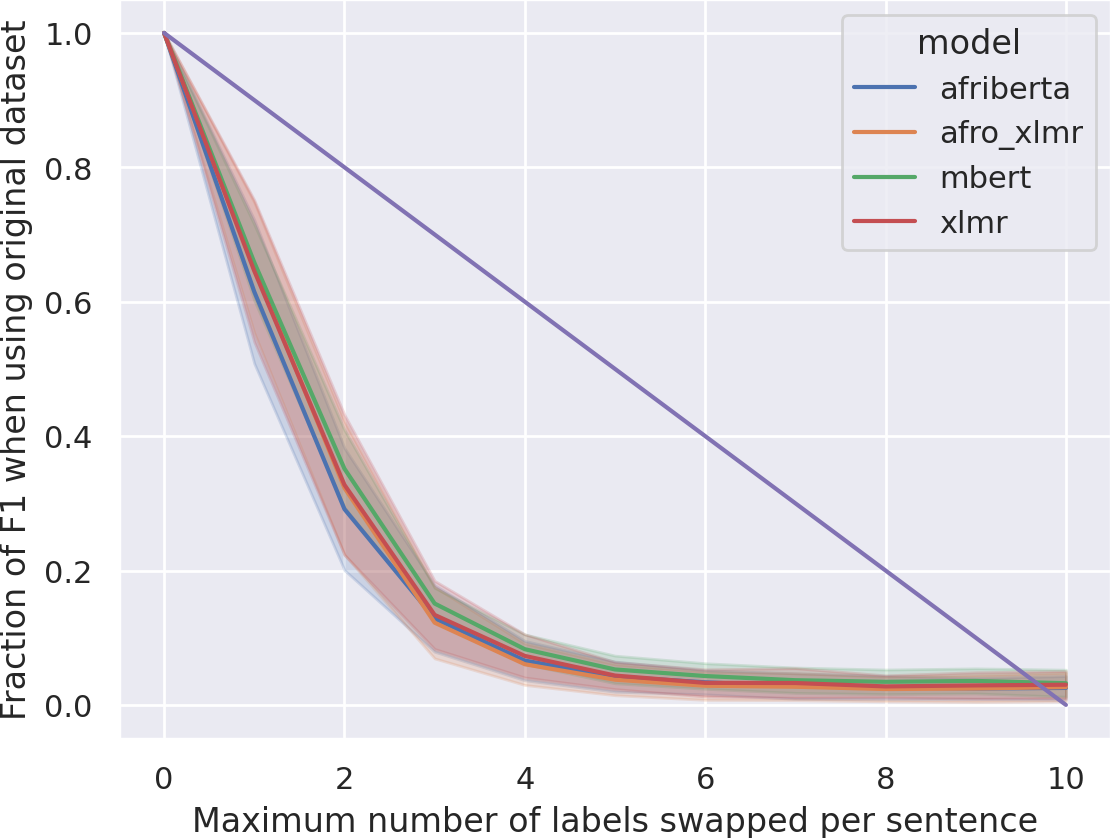 Fraction of F1 when using original dataset
1.0
0.8
0.6
0.4
0.2
0.0
model
afriberta
afro_xlmr
mbert
xlmr
0 2 4 6 8 10
Maximum number of labels swapped per sentence